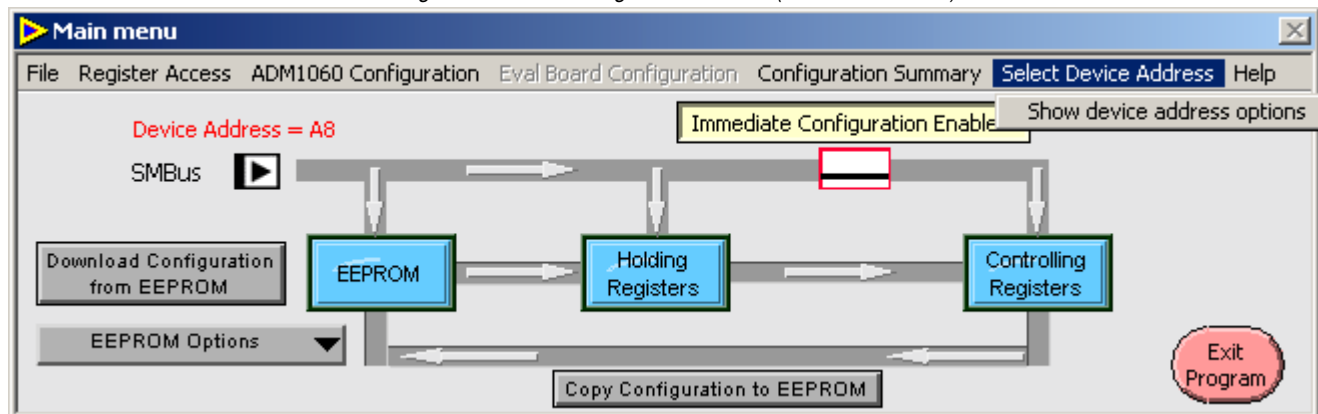 Main menu
File Register Access ADM1060 Configuration Eval Board Configuration Configuration Summary Select Device Address Help
Show device address options
Device Address = A8
Immediate Configuration Enable
SMBus
Download Configuration
from EEPROM
EEPROM
Holding
Registers
Controlling
Registers
EEPROM Options
Copy Configuration to EEPROM
Exit
Program